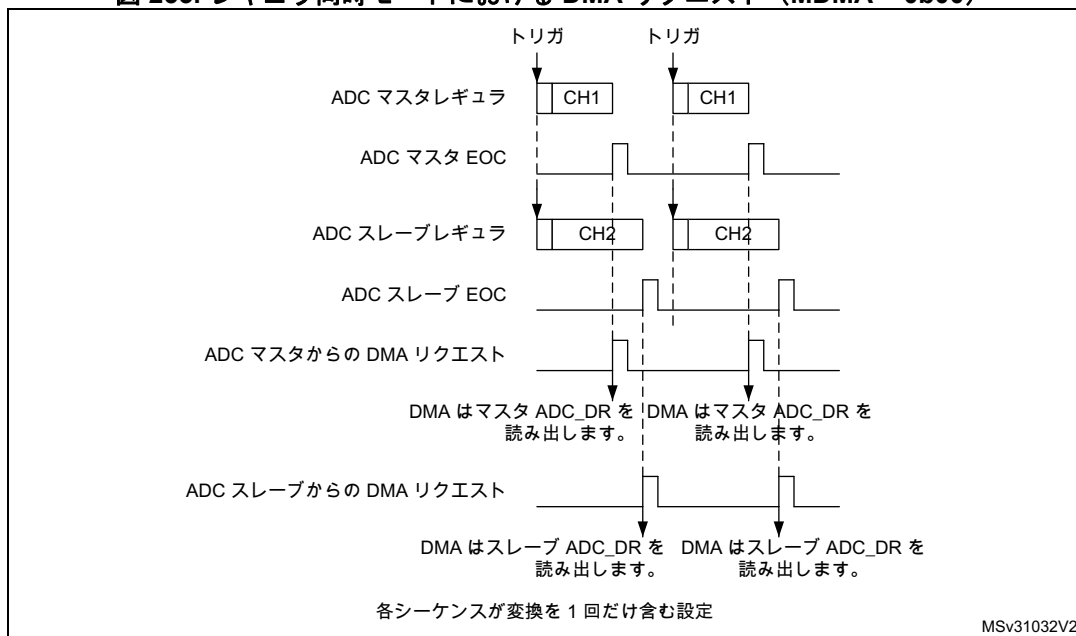 トリガ トリガ
ADC マスタレギュラ CH1 CH1
ADC マスタ EOC
ADC スレーブレギュラ CH2 CH2
ADC スレーブ EOC
ADC マスタからの DMA リクエスト
DMA はマスタ ADC_DR を DMA はマスタ ADC_DR を
読み出します。 読み出します。
ADC スレーブからの DMA リクエスト
DMA はスレーブ ADC_DR を DMA はスレーブ ADC_DR を
読み出します。 読み出します。
各シーケンスが変換を 1 回だけ含む設定
MSv31032V2